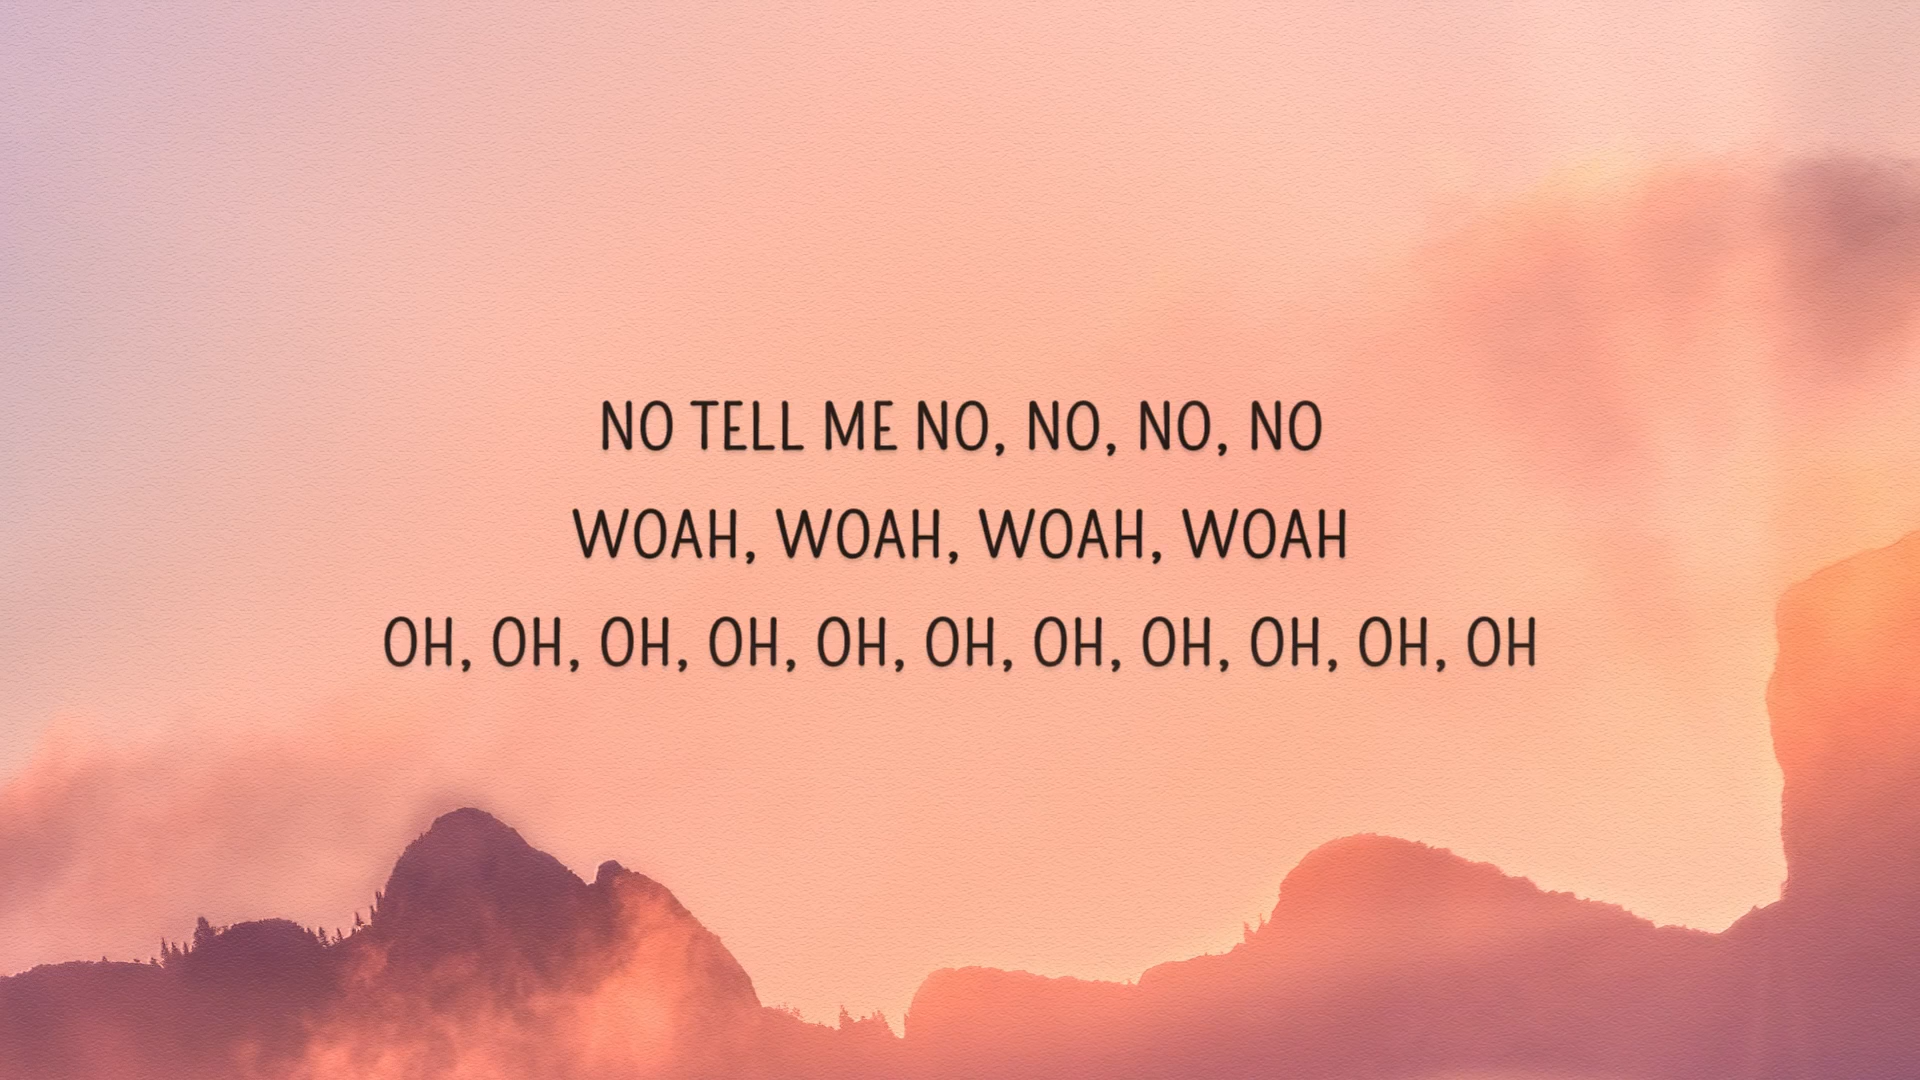 NO TELL ME NO, NO, NO, NO
WOAH, WOAH, WOAH, WOAH
OH, OH, OH, OH, OH, OH, OH, OH, OH, OH, OH